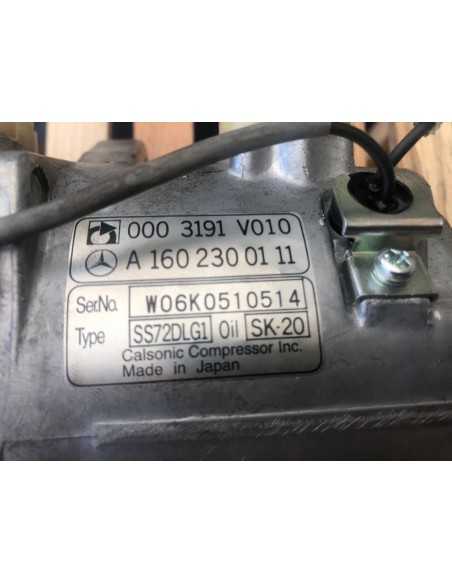 000 3191 V010
A 160 230 01 11
Ser.No. W06K0510514
Type SS72DLG1 Oil SK-20
Calsonic Compressor Inc.
Made in Japan